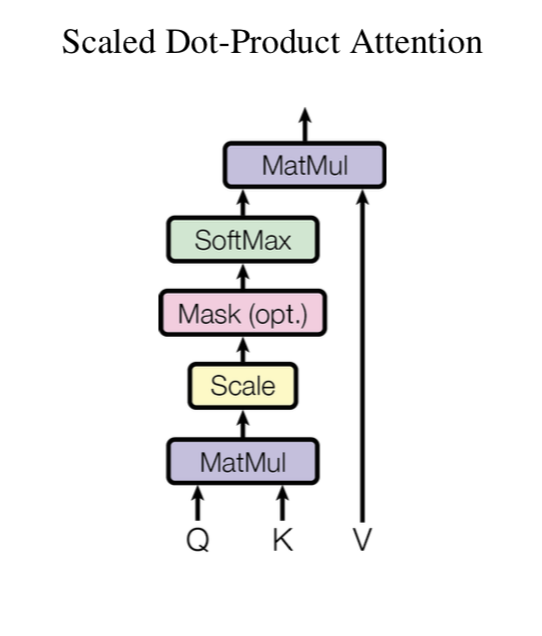 Scaled Dot-Product Attention
MatMul
SoftMax
Mask (opt.)
Scale
MatMul
Q K V